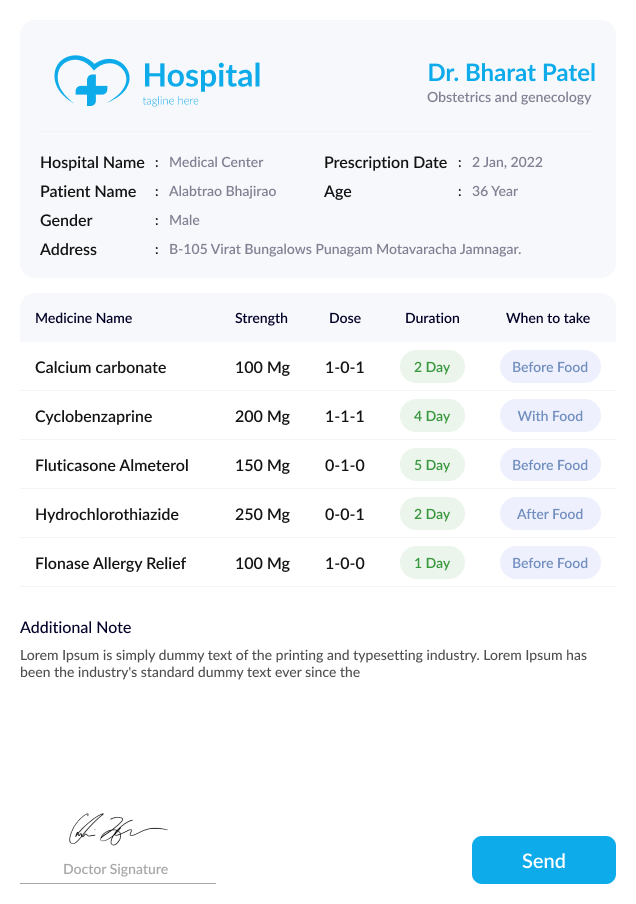 Hospital
tagline here
Dr. Bharat Patel
Obstetrics and genecology
Hospital Name : Medical Center Prescription Date : 2 Jan, 2022
Patient Name : Alabtrao Bhajirao Age : 36 Year
Gender : Male
Address : B-105 Virat Bungalows Punagam Motavaracha Jamnagar.
Medicine Name Strength Dose Duration When to take
Calcium carbonate 100 Mg 1-0-1 2 Day Before Food
Cyclobenzaprine 200 Mg 1-1-1 4 Day With Food
Fluticasone Almeterol 150 Mg 0-1-0 5 Day Before Food
Hydrochlorothiazide 250 Mg 0-0-1 2 Day After Food
Flonase Allergy Relief 100 Mg 1-0-0 1 Day Before Food
Additional Note
Lorem Ipsum is simply dummy text of the printing and typesetting industry. Lorem Ipsum has
been the industry's standard dummy text ever since the
Doctor Signature
Send